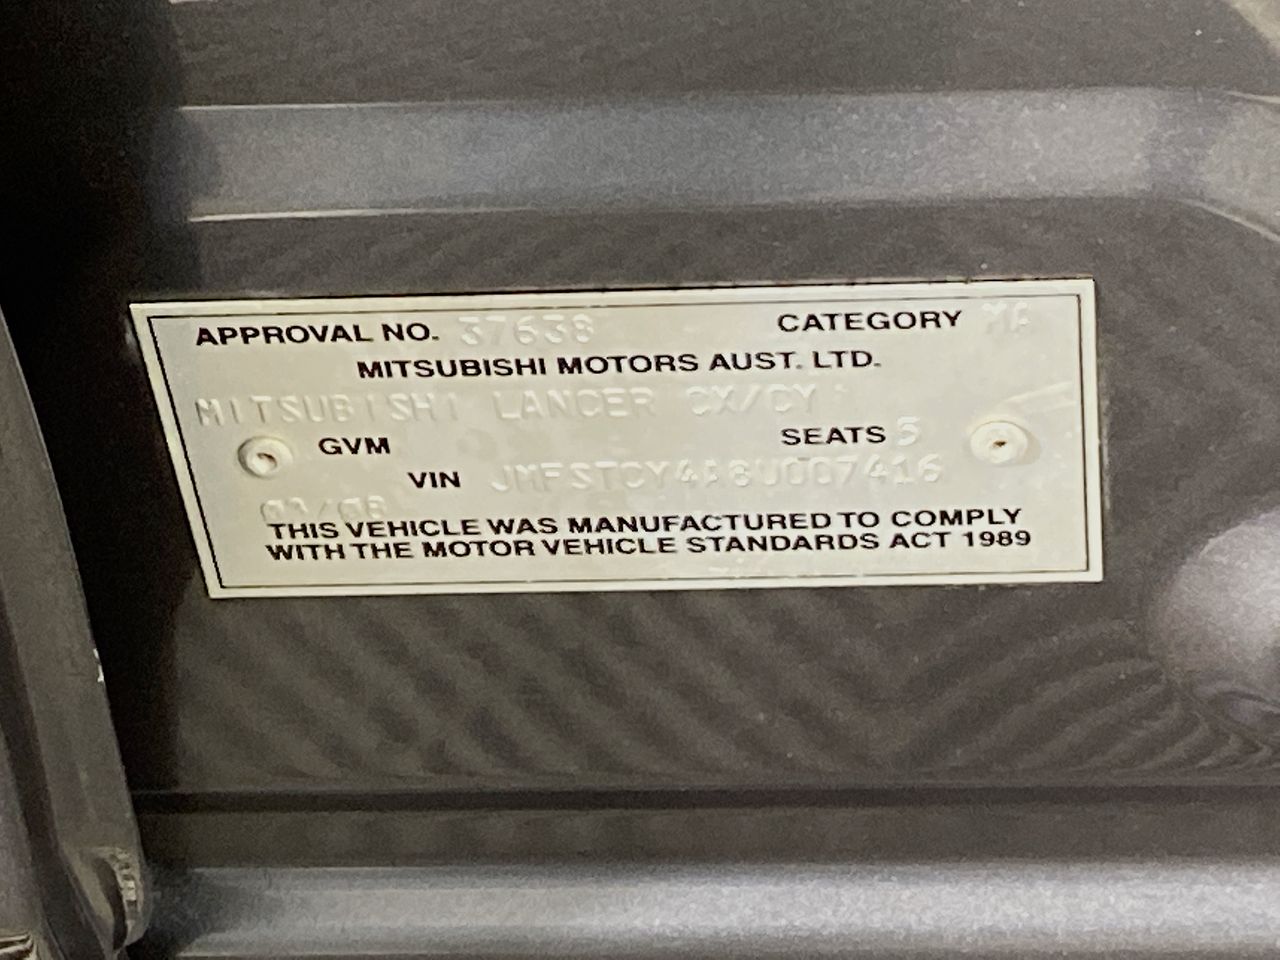 APPROVAL NO. 37638 CATEGORY MA
MITSUBISHI MOTORS AUST. LTD.
MITSUBISHI LANCER CX/CY
GVM SEATS 5
VIN JMFSTCY4A8U007416
THIS VEHICLE WAS MANUFACTURED TO COMPLY
WITH THE MOTOR VEHICLE STANDARDS ACT 1989